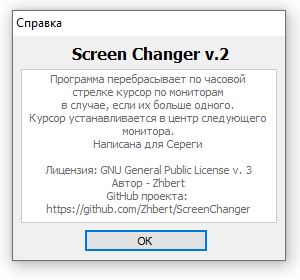 Справка
Screen Changer v.2
Программа перебрасывает по часовой
стрелке курсор по мониторам
в случае, если их больше одного.
Курсор устанавливается в центр следующего
монитора.
Написана для Сереги
Лицензия: GNU General Public License v. 3
Автор - Zhbert
GitHub проекта:
https://github.com/Zhbert/ScreenChanger
OK